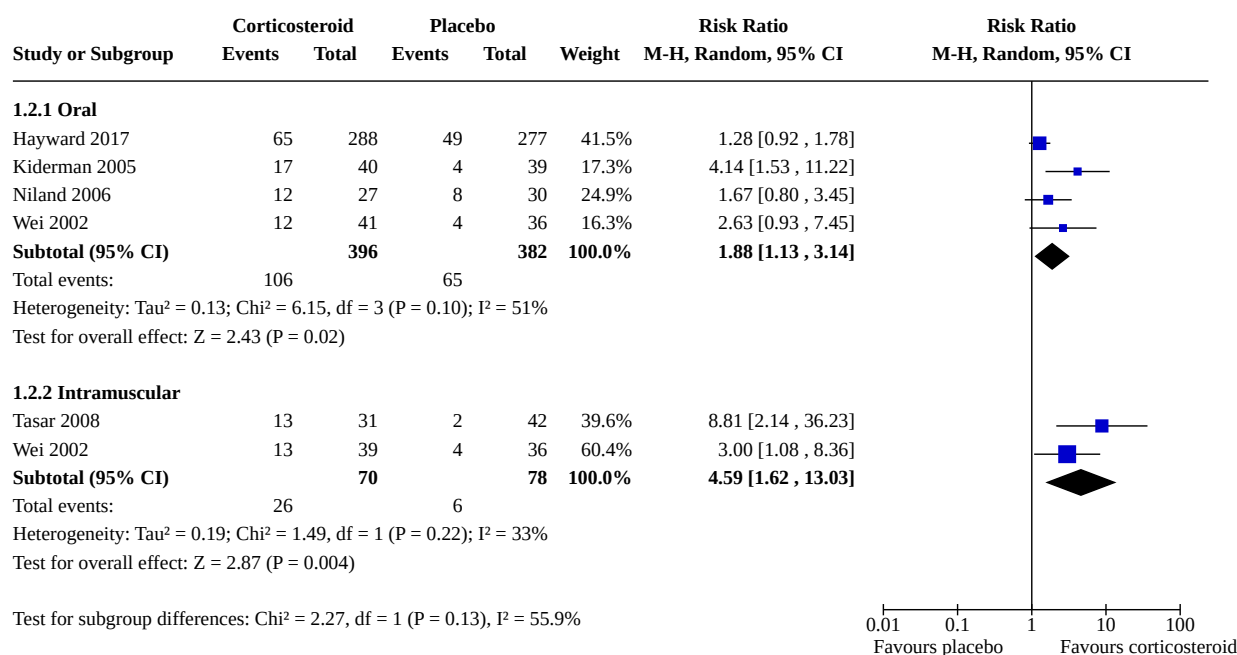 Corticosteroid Placebo Risk Ratio Risk Ratio
Study or Subgroup Events Total Events Total Weight M-H, Random, 95% CI M-H, Random, 95% CI
1.2.1 Oral
Hayward 2017 65 288 49 277 41.5% 1.28 [0.92 , 1.78]
Kiderman 2005 17 40 4 39 17.3% 4.14 [1.53 , 11.22]
Niland 2006 12 27 8 30 24.9% 1.67 [0.80 , 3.45]
Wei 2002 12 41 4 36 16.3% 2.63 [0.93 , 7.45]
Subtotal (95% CI) 396 382 100.0% 1.88 [1.13 , 3.14]
Total events: 106 65
Heterogeneity: Tau² = 0.13; Chi² = 6.15, df = 3 (P = 0.10); I² = 51%
Test for overall effect: Z = 2.43 (P = 0.02)
1.2.2 Intramuscular
Tasar 2008 13 31 2 42 39.6% 8.81 [2.14 , 36.23]
Wei 2002 13 39 4 36 60.4% 3.00 [1.08 , 8.36]
Subtotal (95% CI) 70 78 100.0% 4.59 [1.62 , 13.03]
Total events: 26 6
Heterogeneity: Tau² = 0.19; Chi² = 1.49, df = 1 (P = 0.22); I² = 33%
Test for overall effect: Z = 2.87 (P = 0.004)
Test for subgroup differences: Chi² = 2.27, df = 1 (P = 0.13), I² = 55.9%
0.01 0.1 1 10 100
Favours placebo Favours corticosteroid